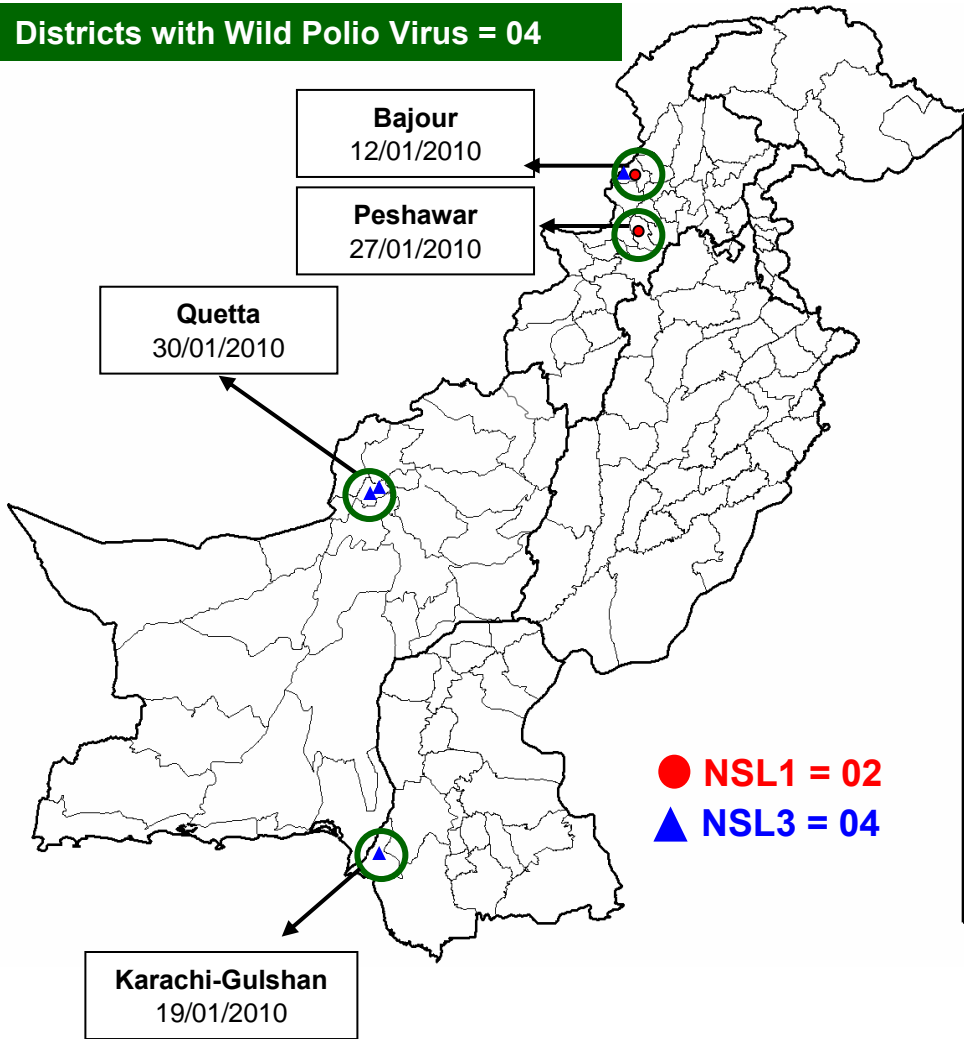 Districts with Wild Polio Virus = 04
Bajour
12/01/2010
Peshawar
27/01/2010
Quetta
30/01/2010
NSL1 = 02
NSL3 = 04
Karachi-Gulshan
19/01/2010